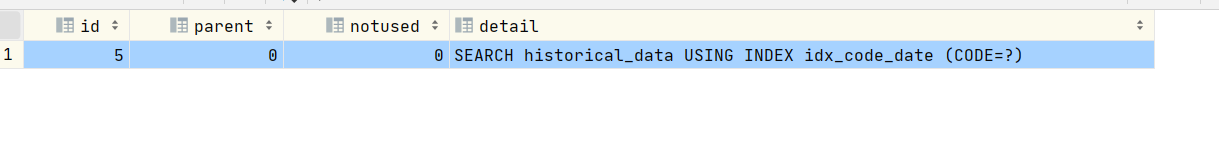 id parent notused detail
1 5 0 0 SEARCH historical_data USING INDEX idx_code_date (CODE=?)